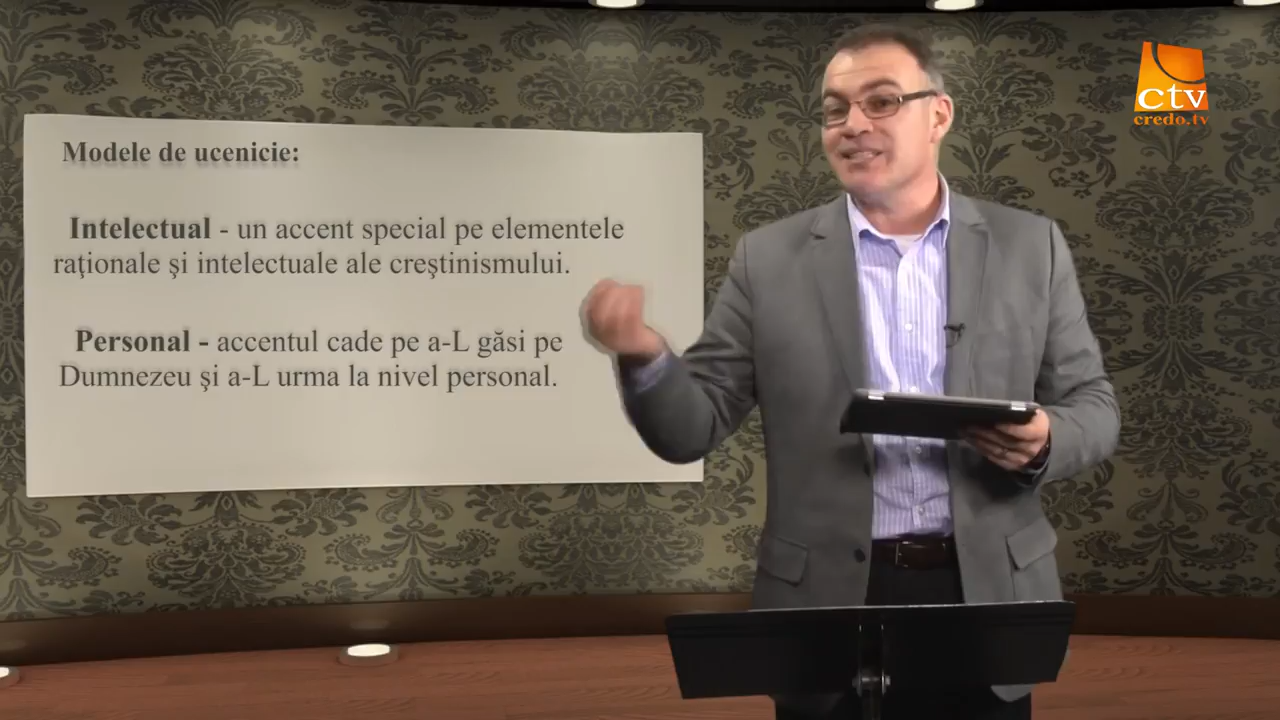 Modele de ucenicie:
Intelectual - un accent special pe elementele
raţionale şi intelectuale ale creştinismului.
Personal - accentul cade pe a-L găsi pe
Dumnezeu şi a-L urma la nivel personal.
ctv
credo.tv